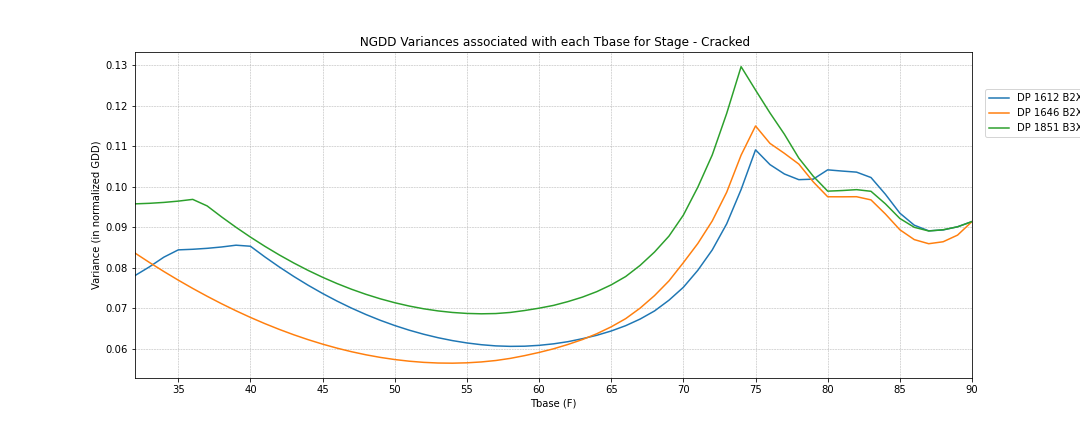 NGDD Variances associated with each Tbase for Stage - Cracked
Variance (in normalized GDD)
0.13
0.12
0.11
0.10
0.09
0.08
0.07
0.06
35 40 45 50 55 60 65 70 75 80 85 90
Tbase (F)
DP 1612 B2X
DP 1646 B2X
DP 1851 B3X